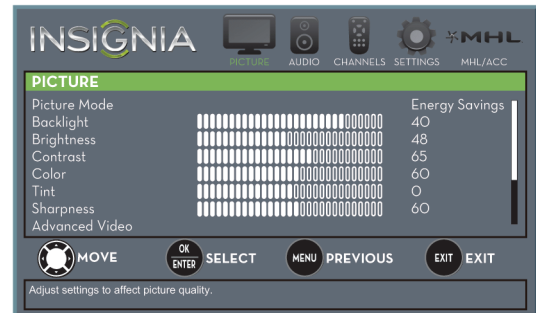 INSIGNIA
PICTURE AUDIO CHANNELS SETTINGS MHL MHL/ACC
PICTURE
Picture Mode Energy Savings
Backlight 40
Brightness 48
Contrast 65
Color 60
Tint 0
Sharpness 60
Advanced Video
MOVE OK ENTER SELECT MENU PREVIOUS EXIT EXIT
Adjust settings to affect picture quality.